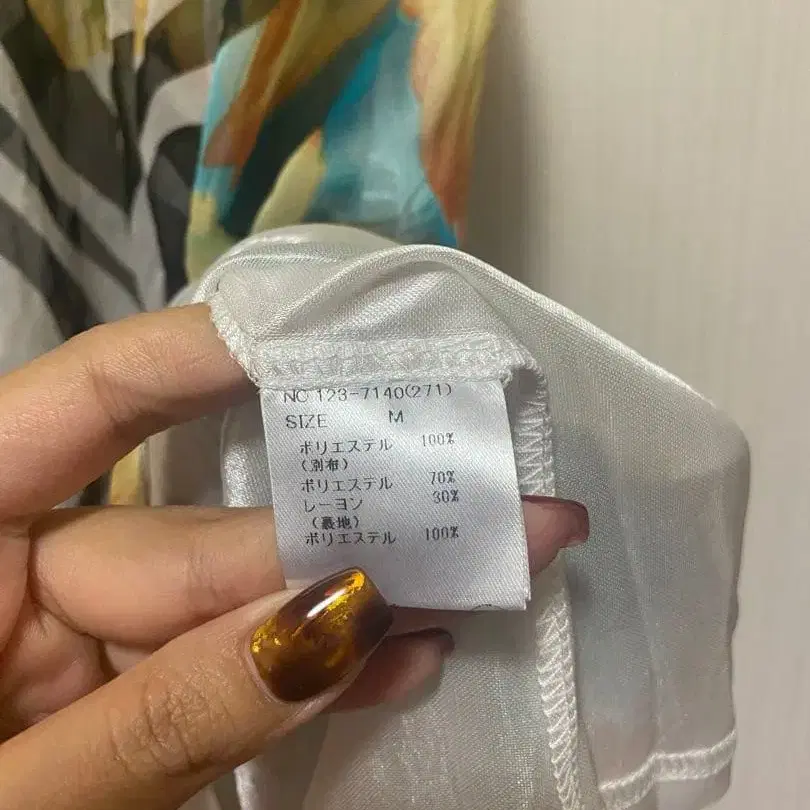 NC 123-7140(271)
SIZE M
ポリエステル 100%
(別布)
ポリエステル 70%
レーヨン 30%
(裏地)
ポリエステル 100%